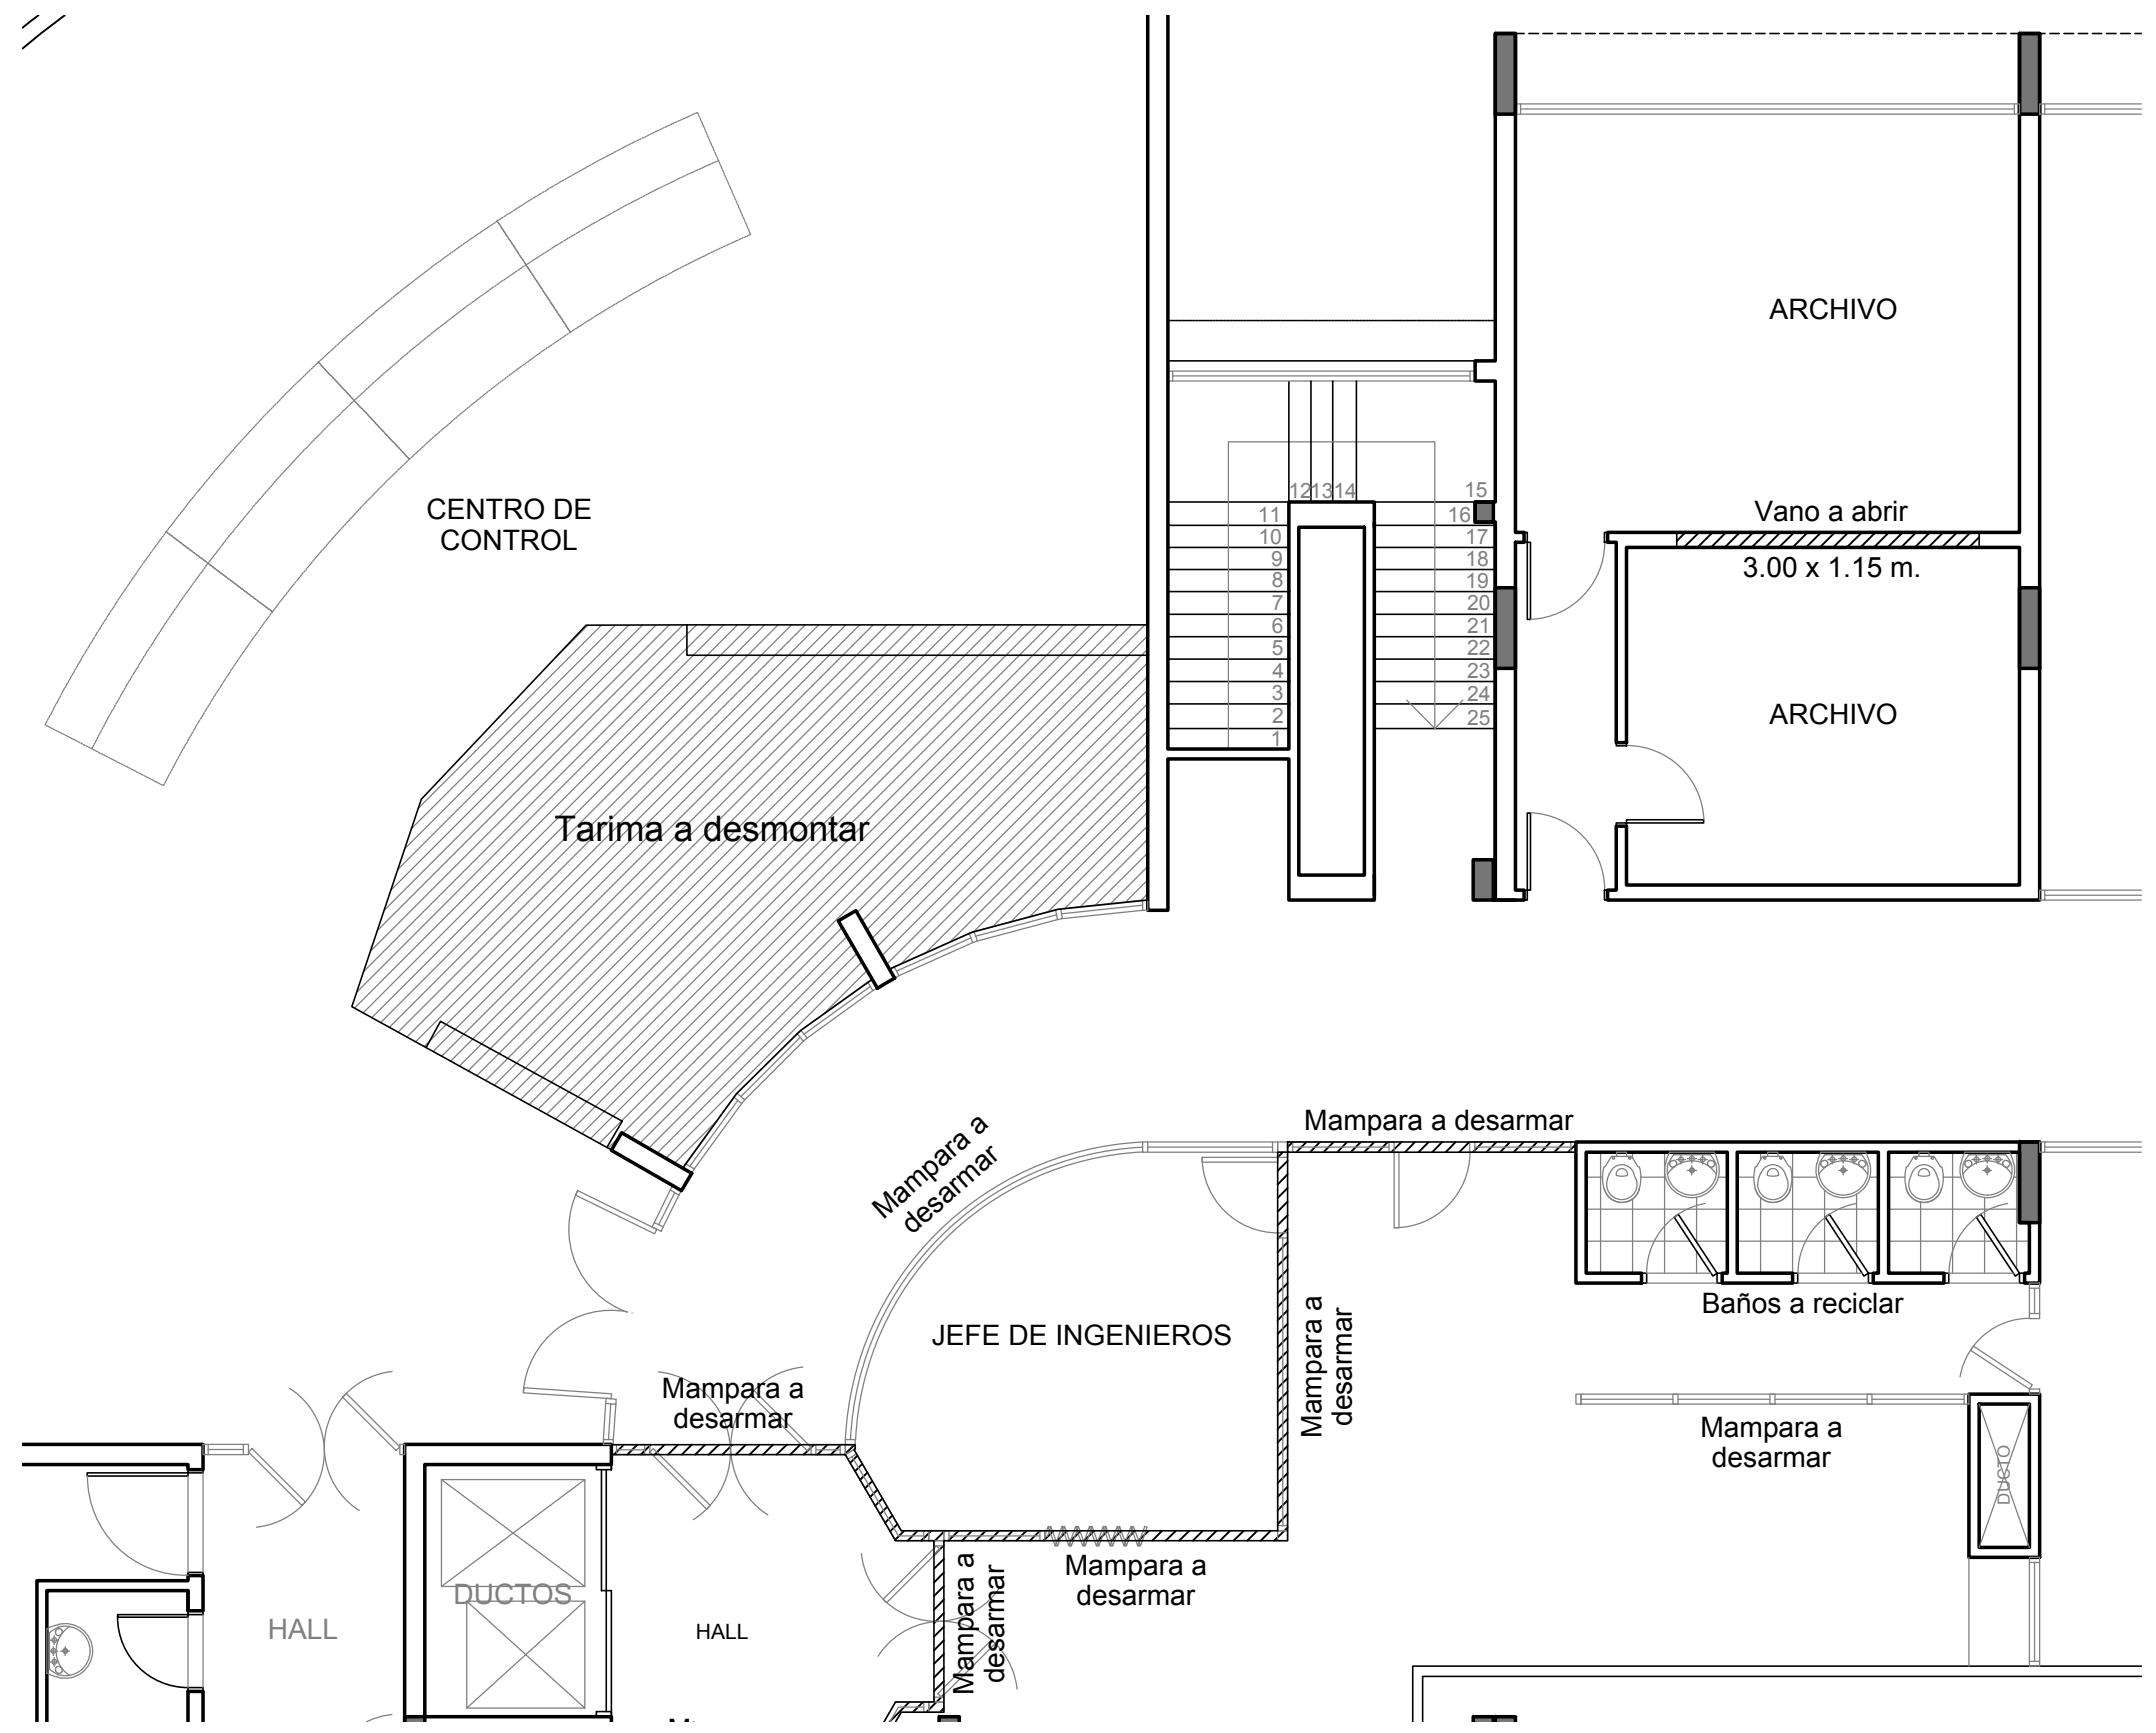 ARCHIVO
CENTRO DE
CONTROL
12
13
14
15
11
16
10
17
9
18
8
19
7
20
6
21
5
22
4
23
3
24
2
25
1
Vano a abrir
3.00 x 1.15 m.
ARCHIVO
Tarima a desmontar
Mampara a
desarmar
Mampara a desarmar
Baños a reciclar
JEFE DE INGENIEROS
Mampara a
desarmar
Mampara a
desarmar
Mampara a
desarmar
DUCTO
Mampara a
desarmar
Mampara a
desarmar
DUCTOS
HALL
HALL